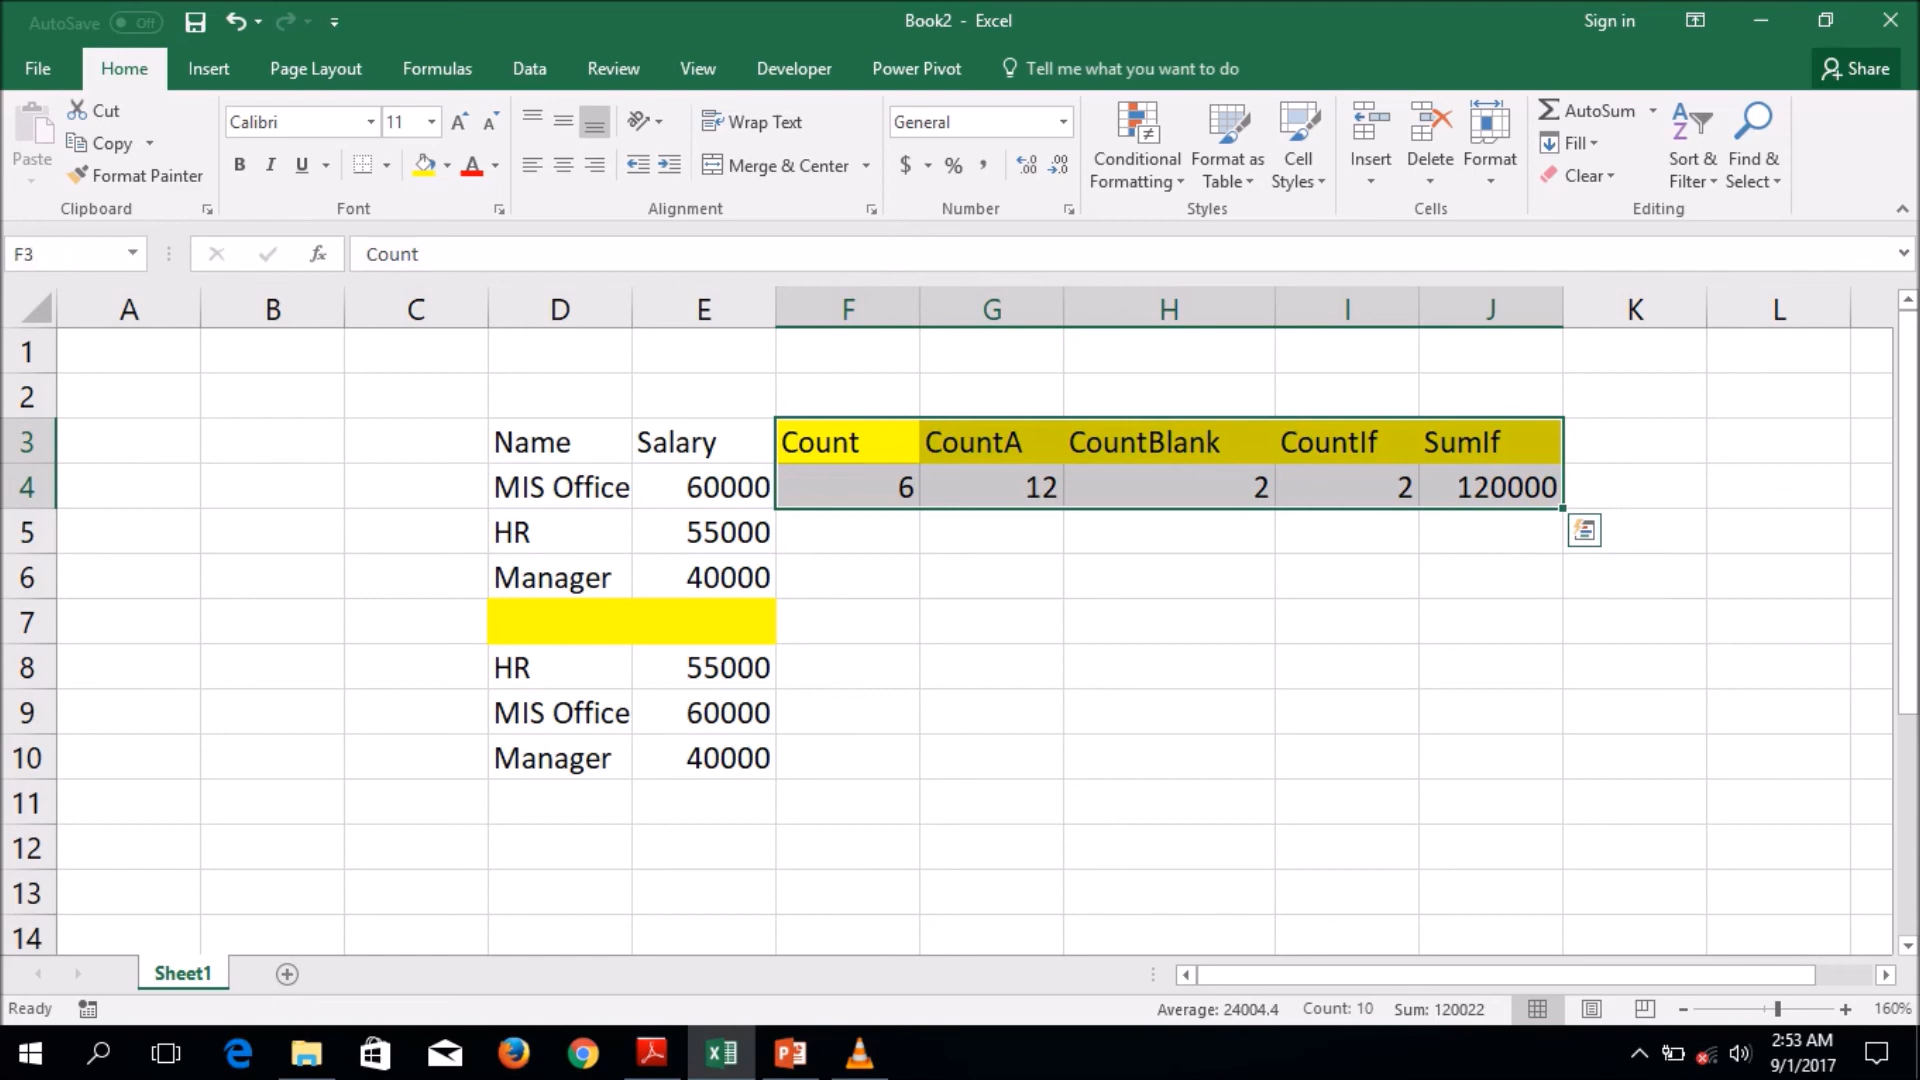 AutoSave Off Book2 - Excel Sign in
File Home Insert Page Layout Formulas Data Review View Developer Power Pivot Tell me what you want to do Share
Paste Cut Copy Format Painter Clipboard
Calibri 11 A A B I U A Font
Wrap Text Merge & Center Alignment
General $ % , .00 .00 Number
Conditional Formatting Format as Table Cell Styles Styles
Insert Delete Format Cells
AutoSum Fill Clear Sort & Filter Find & Select Editing
F3 fx Count
A B C D E F G H I J K L
1
2
3 Name Salary Count CountA CountBlank CountIf SumIf
4 MIS Office 60000 6 12 2 2 120000
5 HR 55000
6 Manager 40000
7
8 HR 55000
9 MIS Office 60000
10 Manager 40000
11
12
13
14
Sheet1
Ready Average: 24004.4 Count: 10 Sum: 120022 160%
2:53 AM
9/1/2017